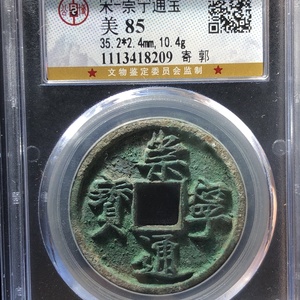 宋-崇宁通宝
美 85
35.2*2.4mm,10.4g
1113418209 寄 郭
★ 文物鉴定委员会监制 ★
崇
寶 寧
通